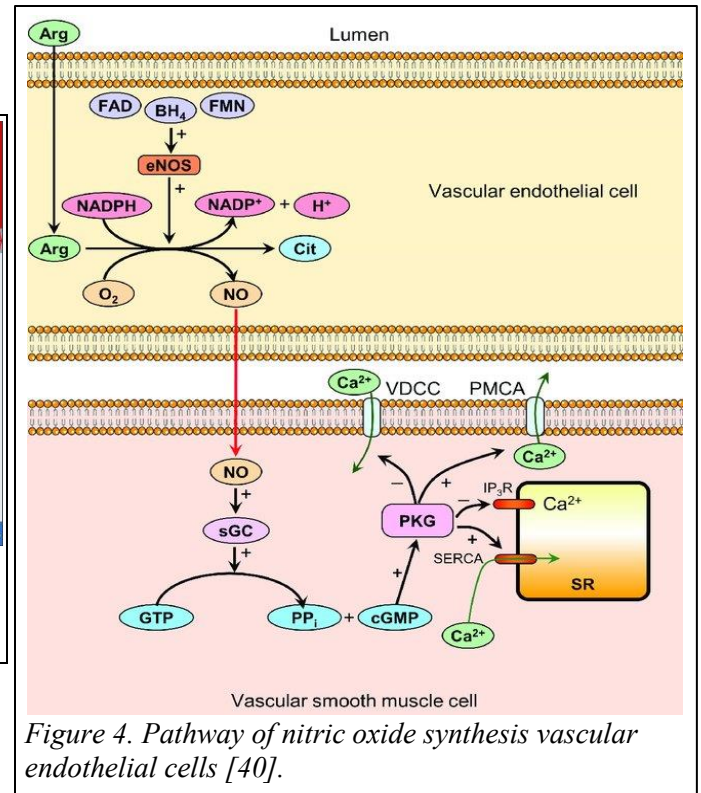 Arg
Lumen
FAD
BH4
FMN
+
eNOS
+
Vascular endothelial cell
NADPH
NADP+ + H+
Arg
Cit
O2
NO
Ca2+
VDCC
PMCA
NO
Ca2+
+
−
+
IP3R
−
Ca2+
sGC
PKG
+
+
SERCA
SR
+
GTP
PPi + cGMP
Ca2+
Vascular smooth muscle cell
Figure 4. Pathway of nitric oxide synthesis vascular
endothelial cells [40].